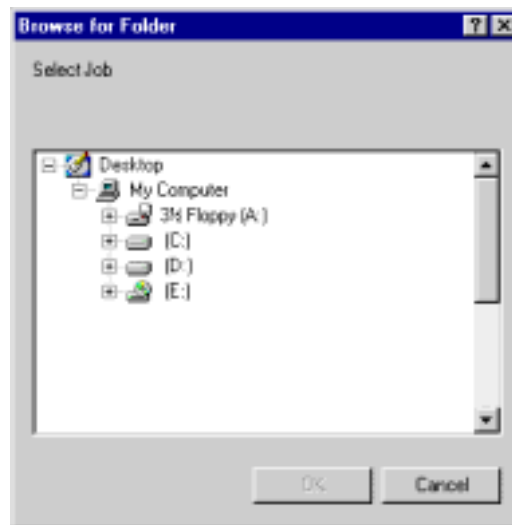 Browse for Folder
Select Job
Desktop
My Computer
3½ Floppy (A:)
(C:)
(D:)
(E:)
OK
Cancel